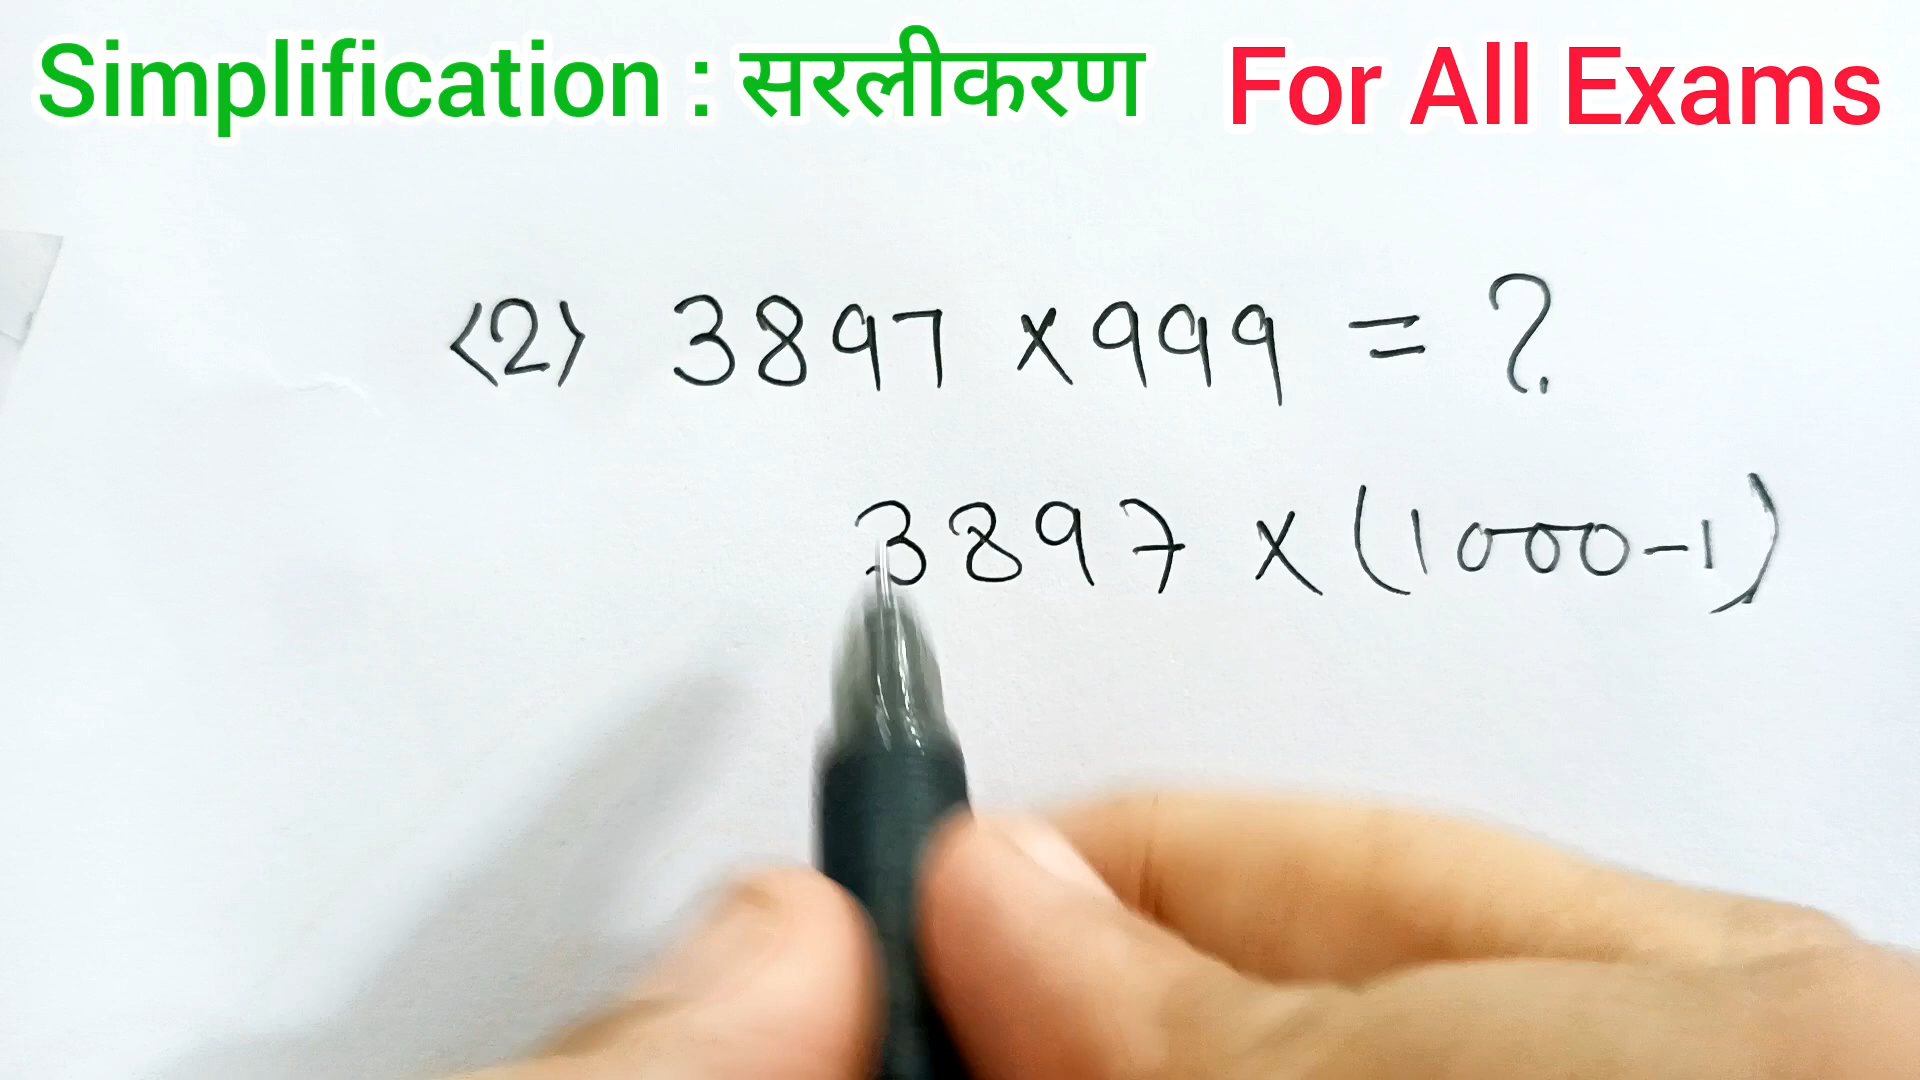 Simplification : सरलीकरण For All Exams
<2> 3897 × 999 = ?
3897 × (1000-1)